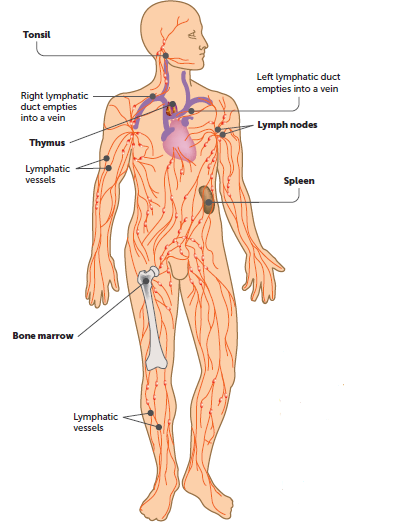 Tonsil
Left lymphatic duct
empties into a vein
Right lymphatic
duct empties
into a vein
Lymph nodes
Thymus
Lymphatic
vessels
Spleen
Bone marrow
Lymphatic
vessels